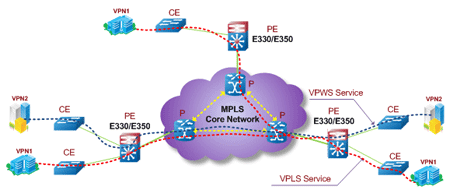 VPN1
CE
PE
E330/E350
P
MPLS
Core Network
VPWS Service
VPN2
CE
PE
E330/E350
P
P
PE
E330/E350
CE
VPN2
VPN1
CE
VPLS Service
CE
VPN1